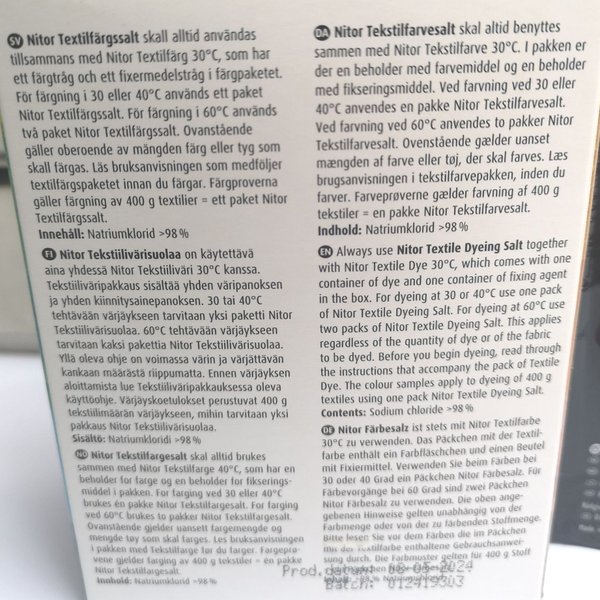 SV Nitor Textilfärgssalt skall alltid användas
tillsammans med Nitor Textilfärg 30°C, som har
ett färgtråg och ett fixermedelstråg i färgpaketet.
För färgning i 30 eller 40°C används ett paket
Nitor Textilfärgssalt. För färgning i 60°C används
två paket Nitor Textilfärgssalt. Ovanstående
gäller oberoende av mängden färg eller tyg som
skall färgas. Läs bruksanvisningen som medföljer
textilfärgspaketet innan du färgar. Färgproverna
gäller färgning av 400 g textilier = ett paket Nitor
Textilfärgssalt.
Innehåll: Natriumklorid >98 %
FI Nitor Tekstiilivärisuolaa on käytettävä
aina yhdessä Nitor Tekstiiliväri 30°C kanssa.
Tekstiiliväripakkaus sisältää yhden väripanoksen
ja yhden kiinnitysainepanoksen. 30 tai 40°C
tehtävään värjäykseen tarvitaan yksi paketti Nitor
Tekstiilivärisuolaa. 60°C tehtävään värjäykseen
tarvitaan kaksi pakettia Nitor Tekstiilivärisuolaa.
Yllä oleva ohje on voimassa värin ja värjättävän
kankaan määrästä riippumatta. Ennen värjäyksen
aloittamista lue Tekstiiliväripakkauksessa oleva
käyttöohje. Värjäyskoetulokset perustuvat 400 g
tekstiilimäärän värjäykseen, mihin tarvitaan yksi
pakkaus Nitor Tekstiilivärisuolaa.
Sisältö: Natriumkloridi >98 %
NO Nitor Tekstilfargesalt skal alltid brukes
sammen med Nitor Tekstilfarge 40°C, som har en
beholder for farge og en beholder for fikserings-
middel i pakken. For farging ved 30 eller 40°C
brukes én pakke Nitor Tekstilfargesalt. For farging
ved 60°C brukes to pakker Nitor Tekstilfargesalt.
Ovanstående gjelder uansett fargemengde og
mengde tøy som skal farges. Les bruksanvisningen
i pakken med Tekstilfarge før du farger. Fargeprø-
vene gjelder farging av 400 g tekstiler = én pakke
Nitor Tekstilfargesalt.
Innhold: Natriumklorid >98 %
DA Nitor Tekstilfarvesalt skal altid benyttes
sammen med Nitor Tekstilfarve 30°C. I pakken er
der en beholder med farvemiddel og en beholder
med fikseringsmiddel. Ved farvning ved 30 eller
40°C anvendes en pakke Nitor Tekstilfarvesalt.
Ved farvning ved 60°C anvendes to pakker Nitor
Tekstilfarvesalt. Ovenstående gælder uanset
mængden af farve eller tøj, der skal farves. Læs
brugsanvisningen i tekstilfarvepakken, inden du
farver. Farveprøverne gælder farvning af 400 g
tekstiler = en pakke Nitor Tekstilfarvesalt.
Indhold: Natriumklorid >98 %
EN Always use Nitor Textile Dyeing Salt together
with Nitor Textile Dye 30°C, which comes with one
container of dye and one container of fixing agent
in the box. For dyeing at 30 or 40°C use one pack
of Nitor Textile Dyeing Salt. For dyeing at 60°C use
two packs of Nitor Textile Dyeing Salt. This applies
regardless of the quantity of dye or of the fabric
to be dyed. Before you begin dyeing, read through
the instructions that accompany the pack of Textile
Dye. The colour samples apply to dyeing of 400 g
textiles using one pack Nitor Textile Dyeing Salt.
Contents: Sodium chloride >98 %
DE Nitor Färbesalz ist stets mit Nitor Textilfarbe
30°C zu verwenden. Das Päckchen mit der Textil-
farbe enthält ein Farbfläschchen und einen Beutel
mit Fixiermittel. Verwenden Sie beim Färben bei
30 oder 40 Grad ein Päckchen Nitor Färbesalz. Für
Färbevorgänge bei 60 Grad sind zwei Päckchen
Nitor Färbesalz zu verwenden. Die oben ange-
gebenen Hinweise gelten unabhängig von der
Farbmenge oder von der zu färbenden Stoffmenge.
Bitte lesen Sie vor dem Färben die im Päckchen
mit der Textilfarbe enthaltene Gebrauchsanwei-
sung durch. Die Farbmuster gelten für 400 g Stoff
Prod.datum: 09-05-2024
Batch: 012419303